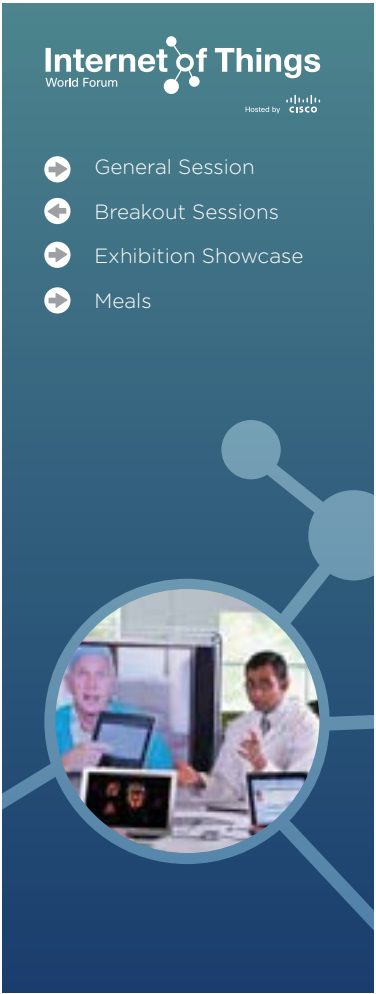 Internet of Things
World Forum
Hosted by CISCO
General Session
Breakout Sessions
Exhibition Showcase
Meals